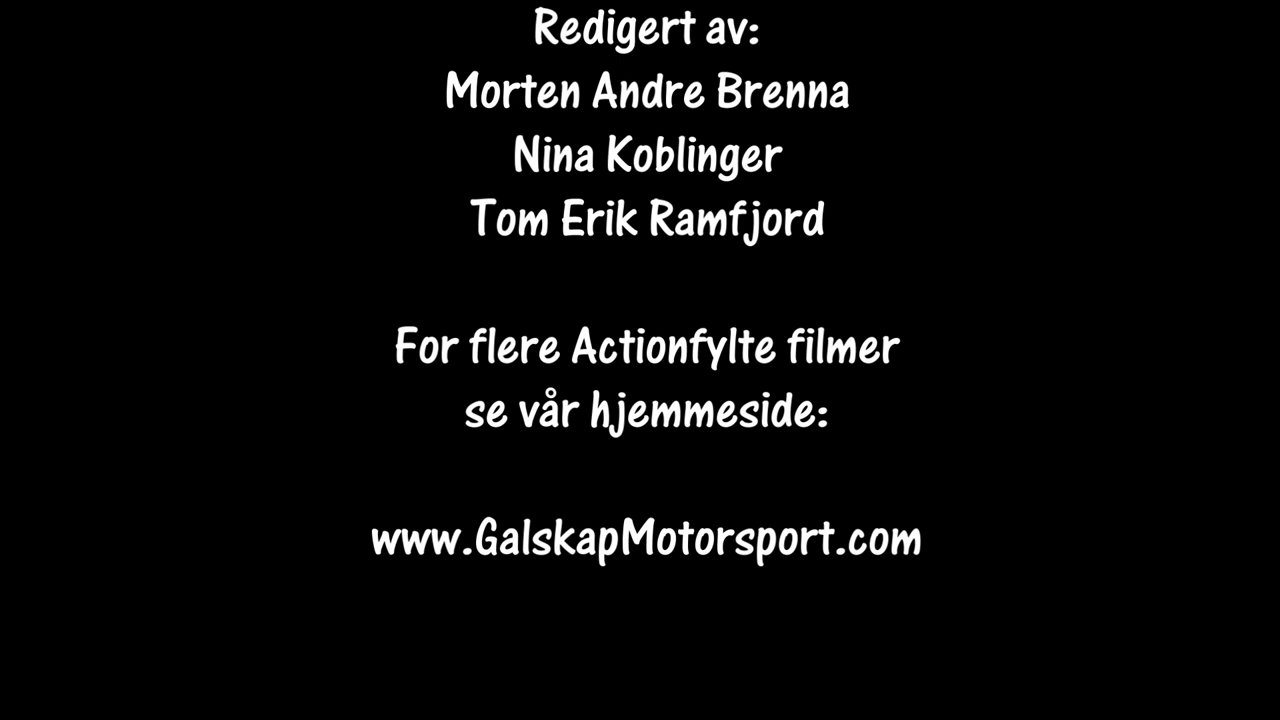 Redigert av:
Morten Andre Brenna
Nina Koblinger
Tom Erik Ramfjord
For flere Actionfylte filmer
se vår hjemmeside:
www.GalskapMotorsport.com